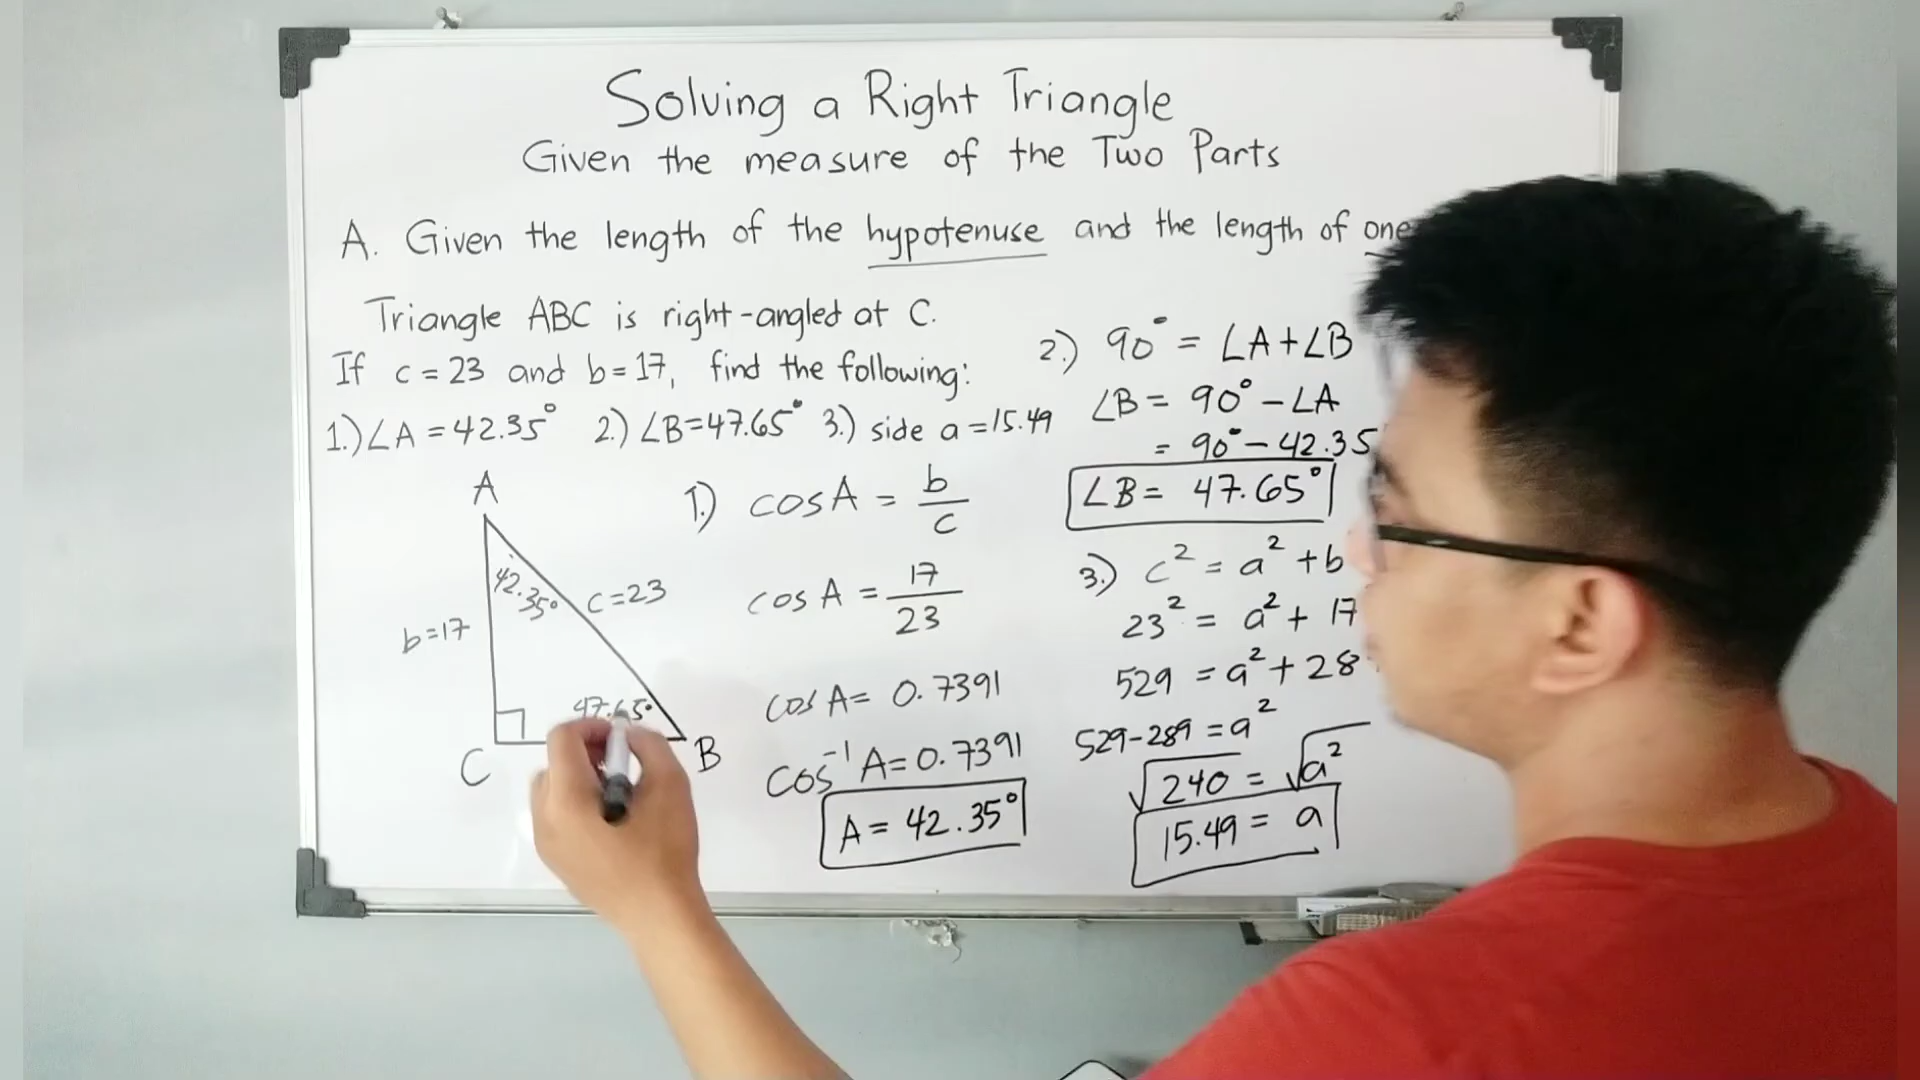 Solving a Right Triangle
Given the measure of the Two Parts
A. Given the length of the hypotenuse and the length of one
Triangle ABC is right-angled at C.
If c = 23 and b = 17, find the following:
1.) ∠A = 42.35° 2.) ∠B = 47.65° 3.) side a = 15.49
A
42.35°
c = 23
b = 17
47.65°
C
B
1.) cos A = b/c
cos A = 17/23
cos A = 0.7391
cos⁻¹ A = 0.7391
A = 42.35°
2.) 90° = ∠A + ∠B
∠B = 90° – ∠A
= 90° – 42.35
∠B = 47.65°
3.) c² = a² + b
23² = a² + 17
529 = a² + 28
529 – 289 = a²
√240 = √a²
15.49 = a